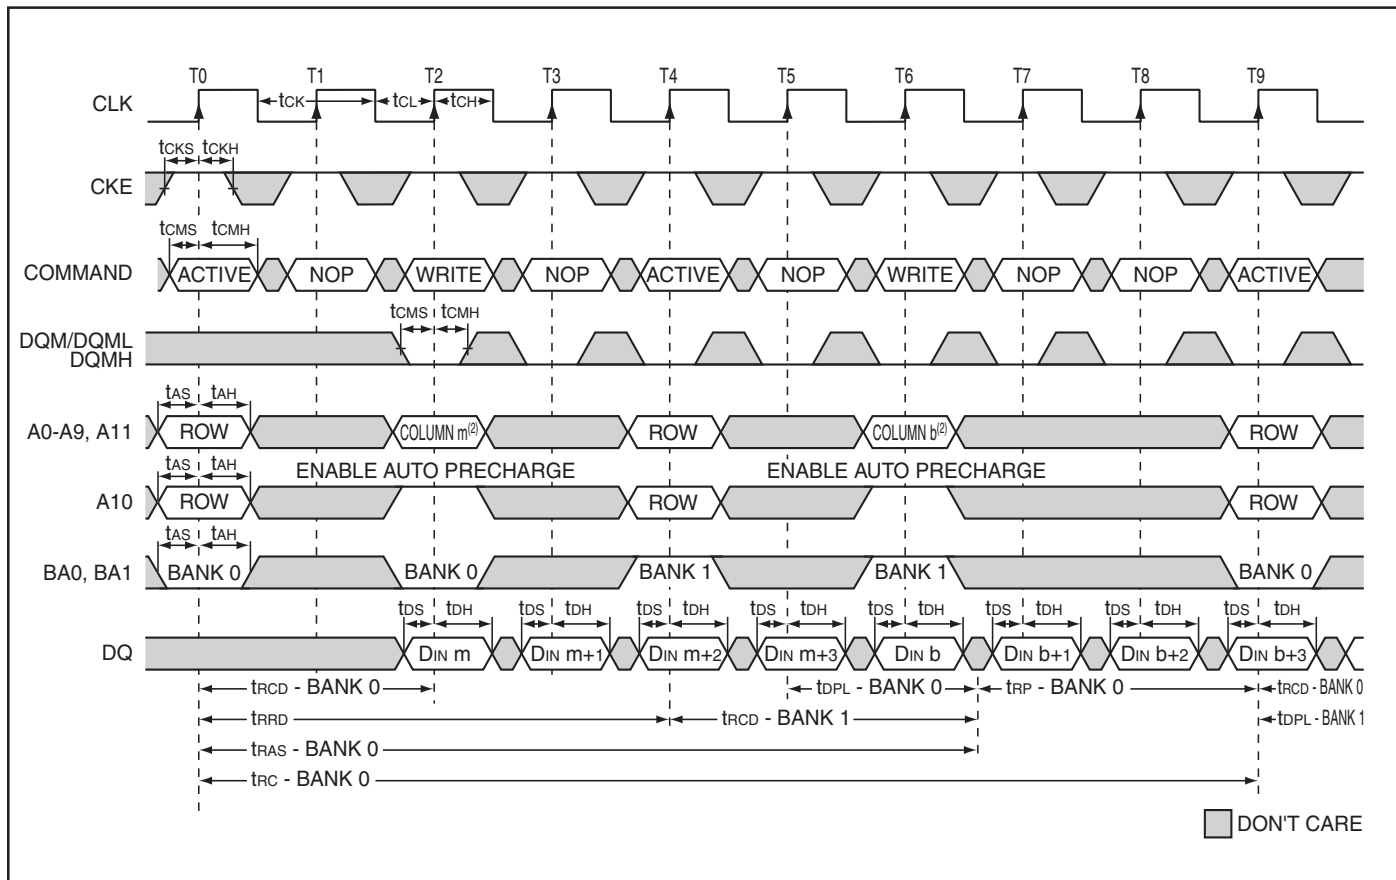 T0 T1 T2 T3 T4 T5 T6 T7 T8 T9
CLK tCK tCL tCH
tCKS tCKH
CKE
tCMS tCMH
COMMAND ACTIVE NOP WRITE NOP ACTIVE NOP WRITE NOP NOP ACTIVE
tCMS tCMH
DQM/DQML
DQMH
tAS tAH
A0-A9, A11 ROW COLUMN m(2) ROW COLUMN b(2) ROW
tAS tAH ENABLE AUTO PRECHARGE ENABLE AUTO PRECHARGE
A10 ROW ROW ROW
tAS tAH
BA0, BA1 BANK 0 BANK 0 BANK 1 BANK 1 BANK 0
tDS tDH tDS tDH tDS tDH tDS tDH tDS tDH tDS tDH tDS tDH tDS tDH
DQ DIN m DIN m+1 DIN m+2 DIN m+3 DIN b DIN b+1 DIN b+2 DIN b+3
tRCD - BANK 0 tDPL - BANK 0 tRP - BANK 0 tRCD - BANK 0
tRRD tRCD - BANK 1 tDPL - BANK 1
tRAS - BANK 0
tRC - BANK 0
DON'T CARE